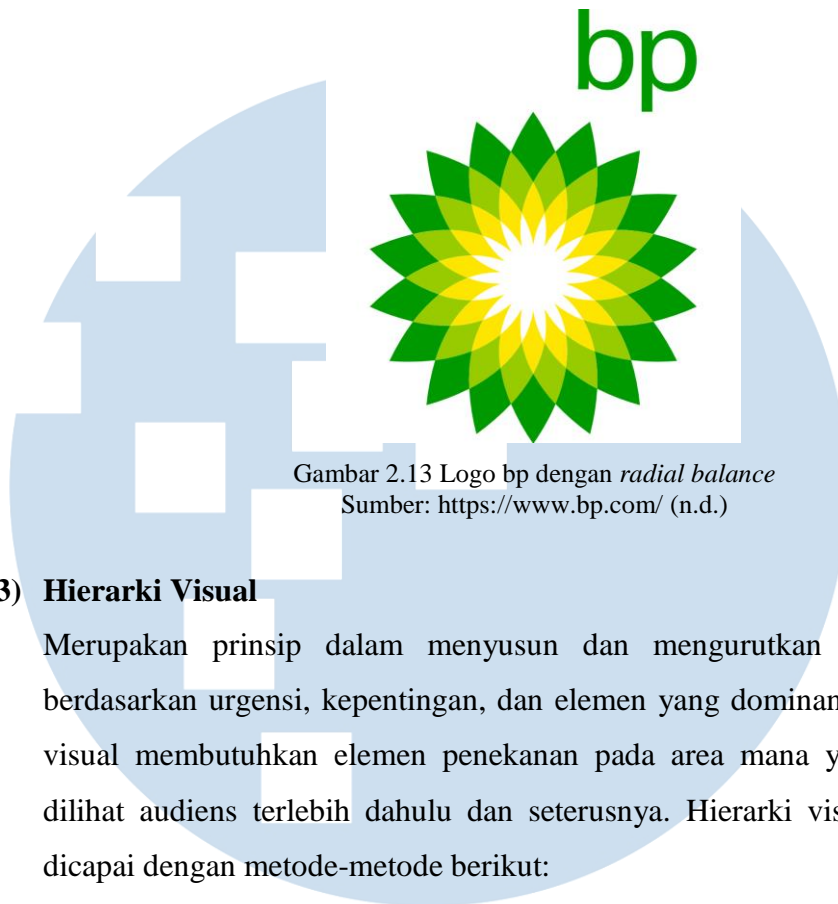 bp
Gambar 2.13 Logo bp dengan radial balance
Sumber: https://www.bp.com/ (n.d.)
3) Hierarki Visual
Merupakan prinsip dalam menyusun dan mengurutkan
berdasarkan urgensi, kepentingan, dan elemen yang dominan
visual membutuhkan elemen penekanan pada area mana
dilihat audiens terlebih dahulu dan seterusnya. Hierarki
dicapai dengan metode-metode berikut: